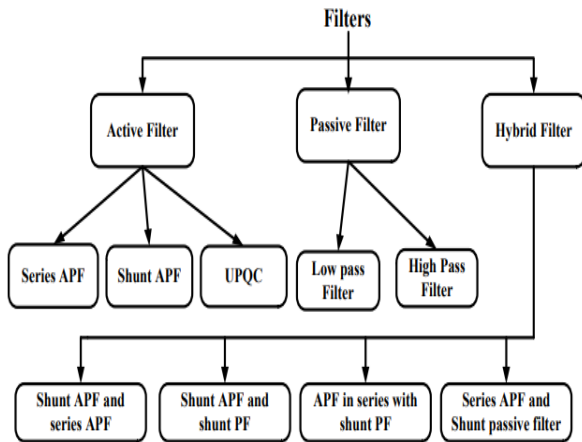 Filters
Active Filter
Passive Filter
Hybrid Filter
Series APF
Shunt APF
UPQC
Low pass
Filter
High Pass
Filter
Shunt APF and
series APF
Shunt APF and
shunt PF
APF in series with
shunt PF
Series APF and
Shunt passive filter